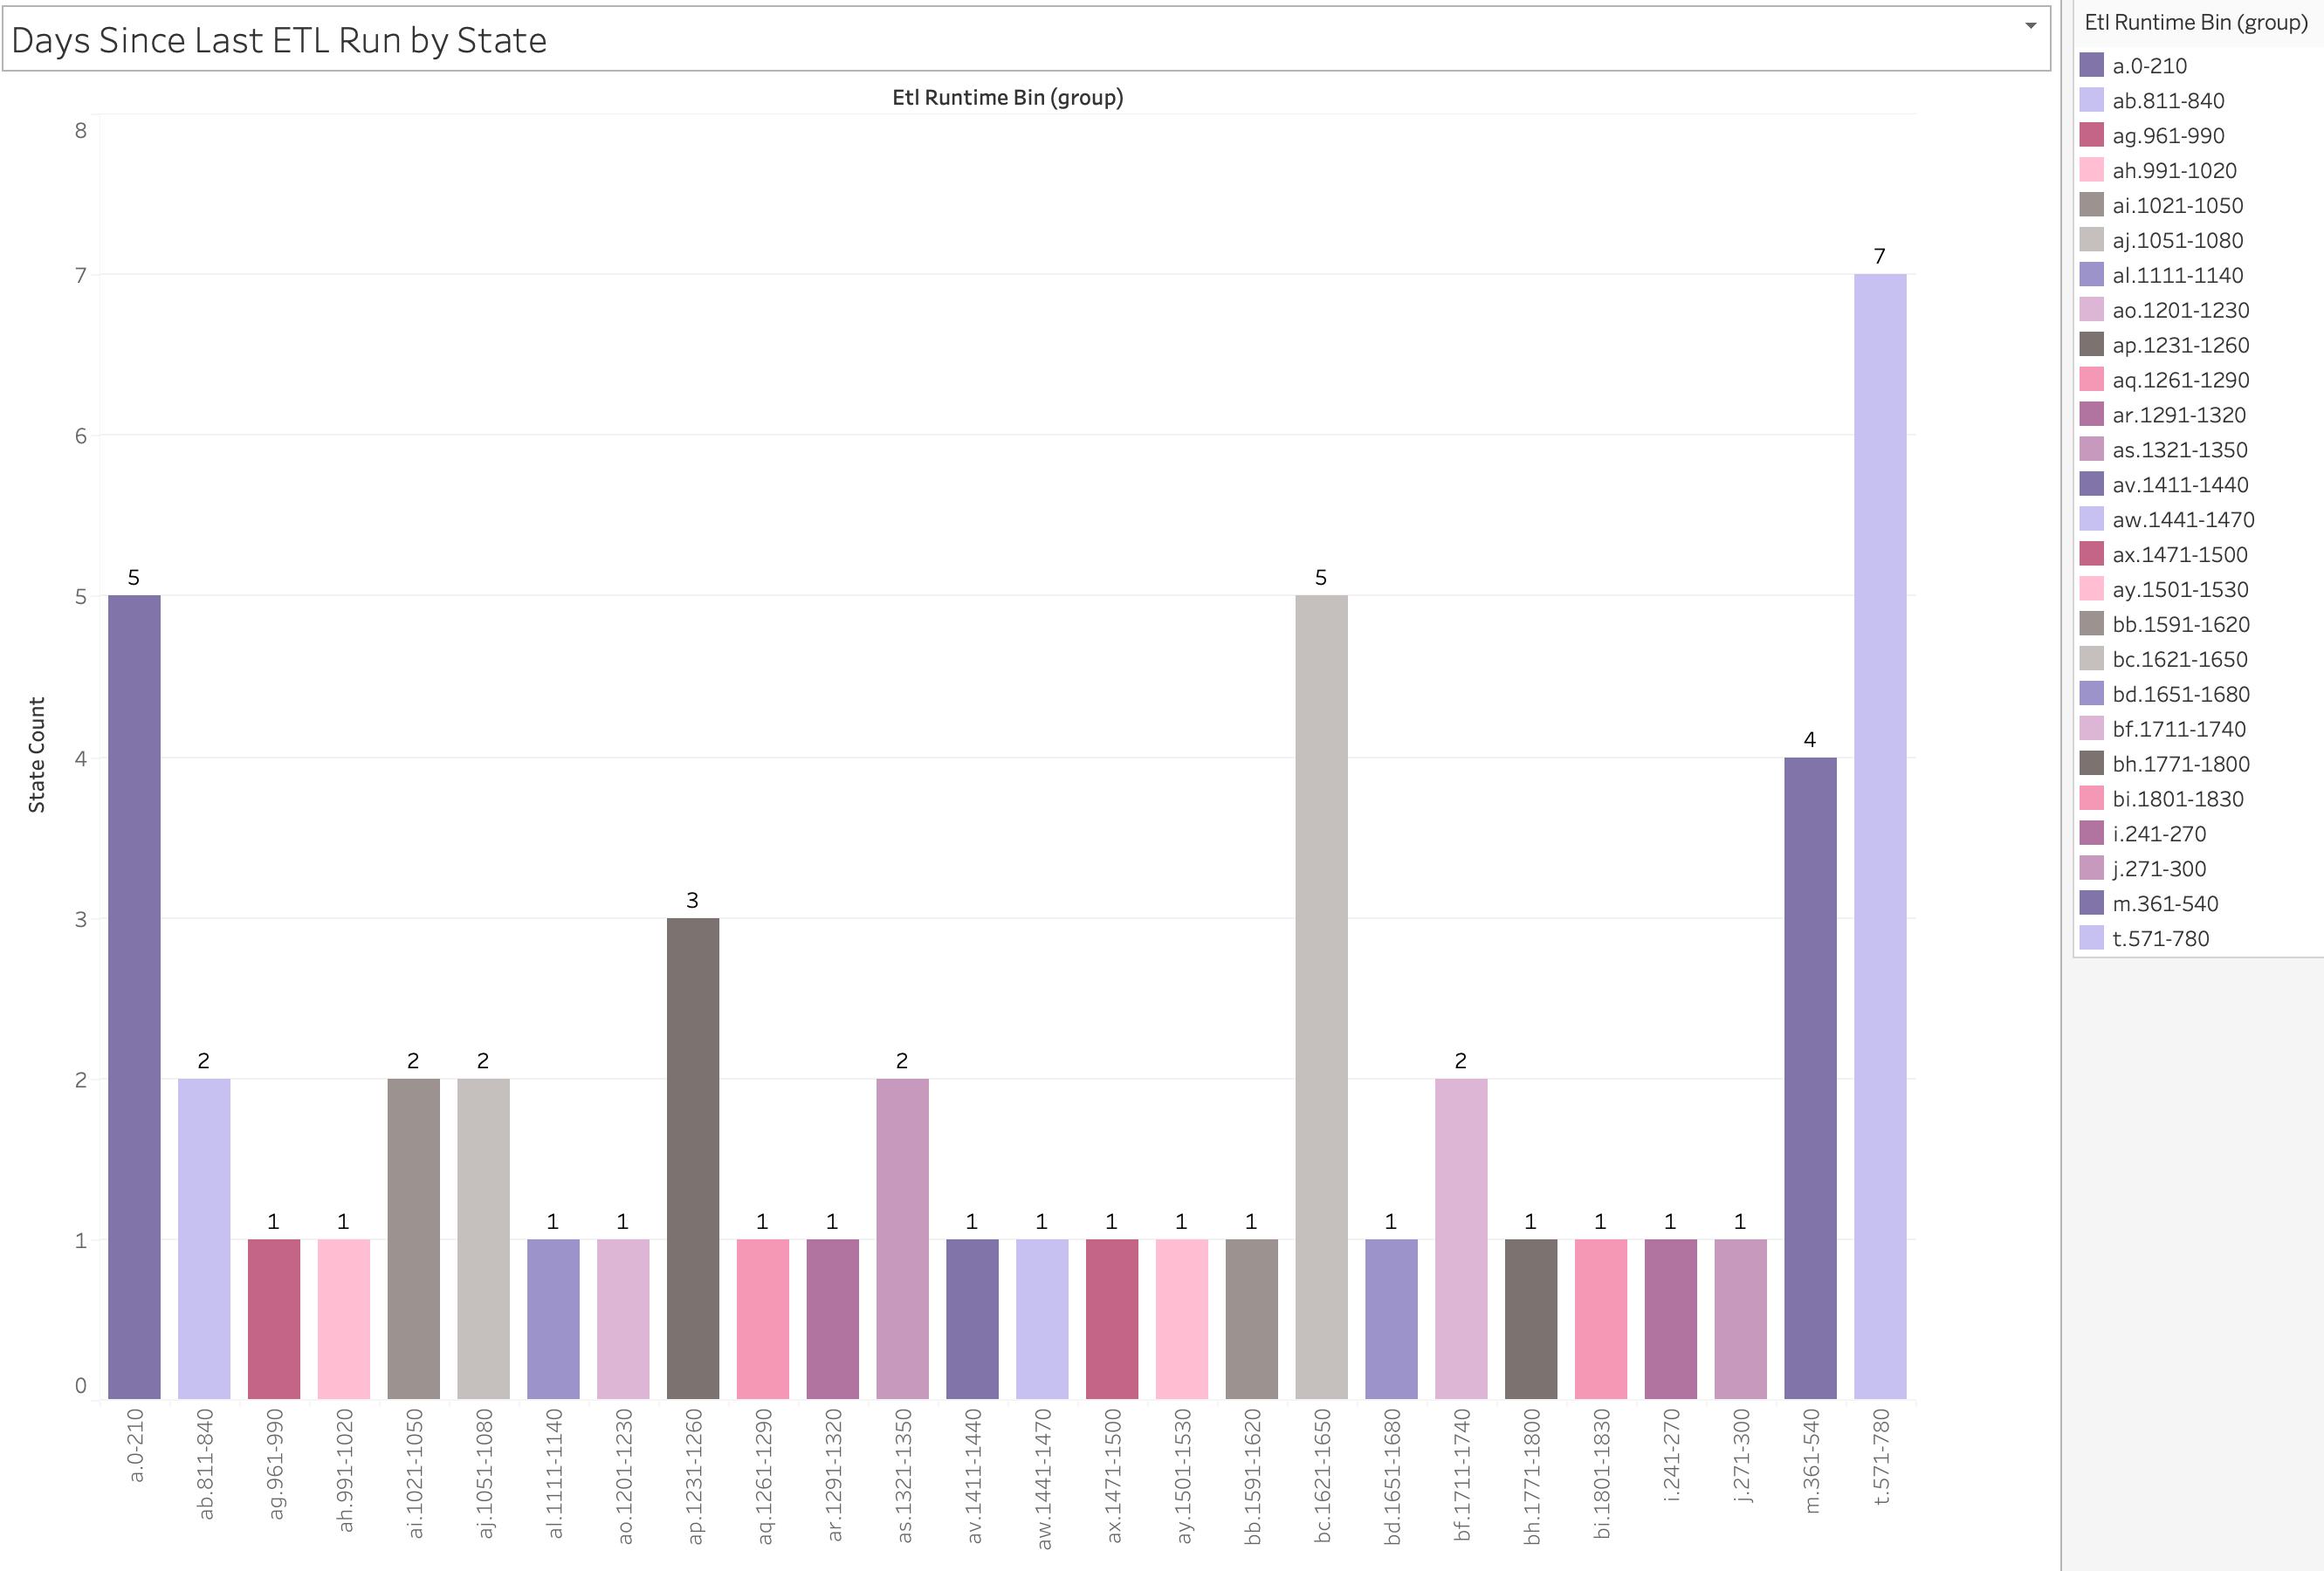 Days Since Last ETL Run by State
Etl Runtime Bin (group)
8
7
6
5
4
3
2
1
0
State Count
5
2
1
1
2
2
1
1
3
1
1
2
1
1
1
1
1
5
1
2
1
1
1
1
4
7
a.0-210
ab.811-840
ag.961-990
ah.991-1020
ai.1021-1050
aj.1051-1080
al.1111-1140
ao.1201-1230
ap.1231-1260
aq.1261-1290
ar.1291-1320
as.1321-1350
av.1411-1440
aw.1441-1470
ax.1471-1500
ay.1501-1530
bb.1591-1620
bc.1621-1650
bd.1651-1680
bf.1711-1740
bh.1771-1800
bi.1801-1830
i.241-270
j.271-300
m.361-540
t.571-780
Etl Runtime Bin (group)
a.0-210
ab.811-840
ag.961-990
ah.991-1020
ai.1021-1050
aj.1051-1080
al.1111-1140
ao.1201-1230
ap.1231-1260
aq.1261-1290
ar.1291-1320
as.1321-1350
av.1411-1440
aw.1441-1470
ax.1471-1500
ay.1501-1530
bb.1591-1620
bc.1621-1650
bd.1651-1680
bf.1711-1740
bh.1771-1800
bi.1801-1830
i.241-270
j.271-300
m.361-540
t.571-780